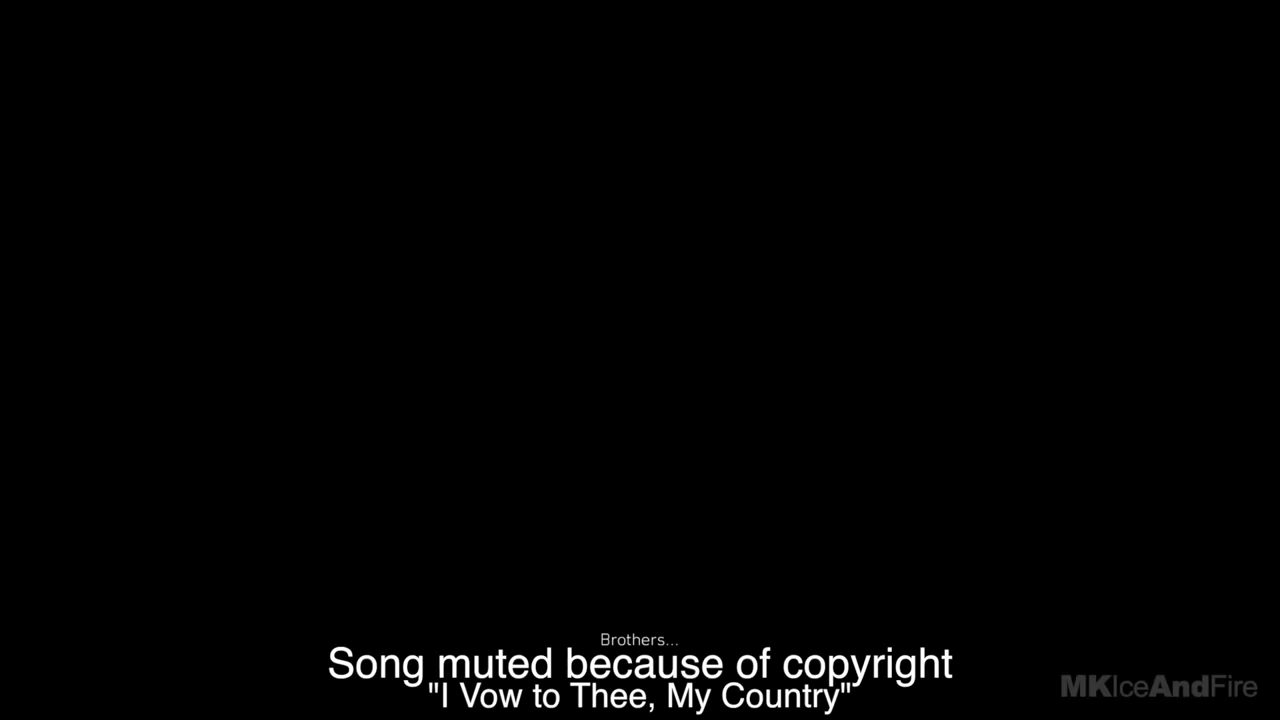 Brothers...
Song muted because of copyright
"I Vow to Thee, My Country"
MKIceAndFire